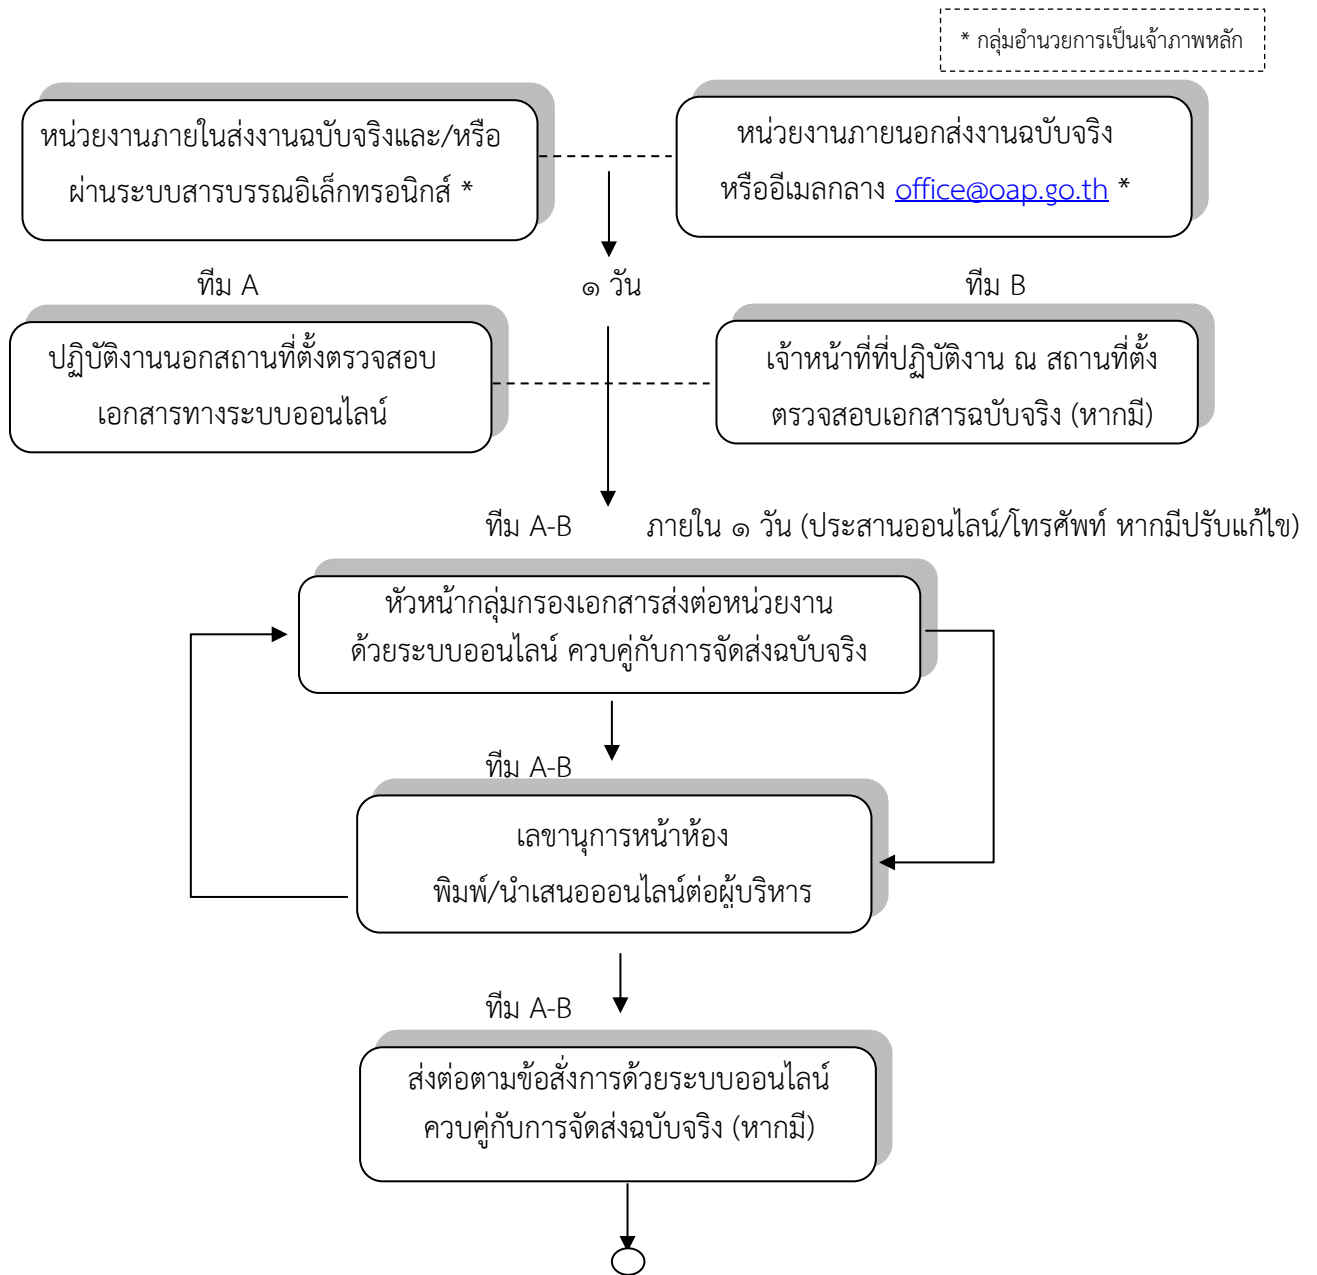 * กลุ่มอำนวยการเป็นเจ้าภาพหลัก
หน่วยงานภายในส่งงานฉบับจริงและ/หรือ
ผ่านระบบสารบรรณอิเล็กทรอนิกส์ *
หน่วยงานภายนอกส่งงานฉบับจริง
หรืออีเมลกลาง office@oap.go.th *
ทีม A
๑ วัน
ทีม B
ปฏิบัติงานนอกสถานที่ตั้งตรวจสอบ
เอกสารทางระบบออนไลน์
เจ้าหน้าที่ที่ปฏิบัติงาน ณ สถานที่ตั้ง
ตรวจสอบเอกสารฉบับจริง (หากมี)
ทีม A-B
ภายใน ๑ วัน (ประสานออนไลน์/โทรศัพท์ หากมีปรับแก้ไข)
หัวหน้ากลุ่มกรองเอกสารส่งต่อหน่วยงาน
ด้วยระบบออนไลน์ ควบคู่กับการจัดส่งฉบับจริง
ทีม A-B
เลขานุการหน้าห้อง
พิมพ์/นำเสนอออนไลน์ต่อผู้บริหาร
ทีม A-B
ส่งต่อตามข้อสั่งการด้วยระบบออนไลน์
ควบคู่กับการจัดส่งฉบับจริง (หากมี)